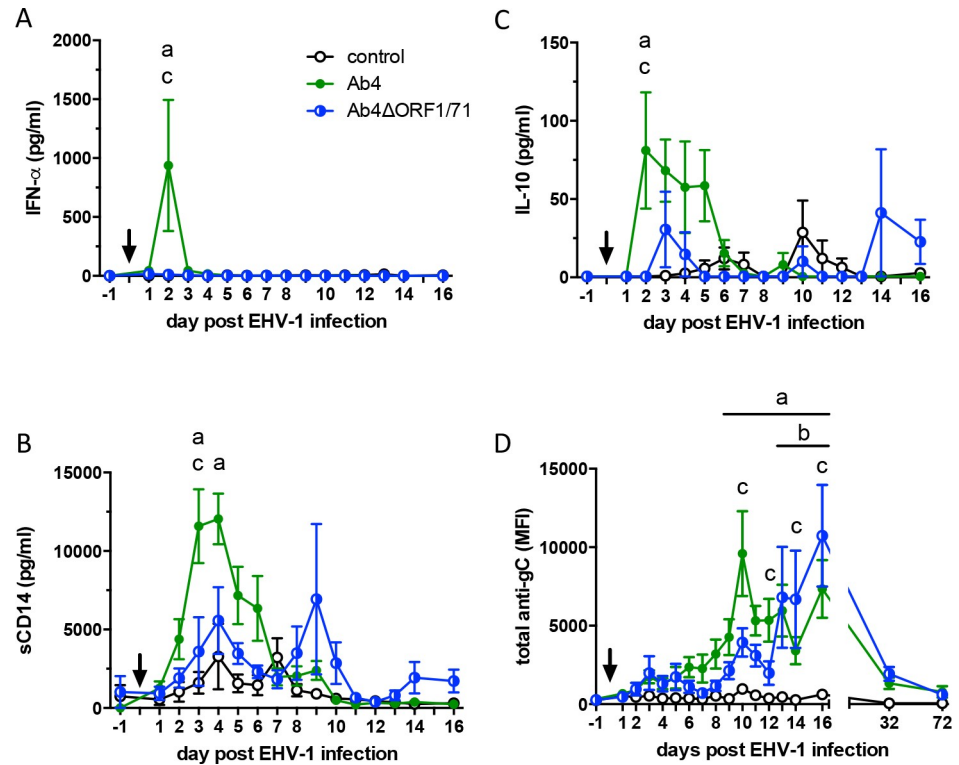 A
2000
1500
1000
500
0
IFN-α (pg/ml)
a
c
control
Ab4
Ab4ΔORF1/71
-1 1 2 3 4 5 6 7 8 10 12 14 16
day post EHV-1 infection
C
150
100
50
0
IL-10 (pg/ml)
a
c
-1 1 2 3 4 5 6 7 8 10 12 14 16
day post EHV-1 infection
B
15000
10000
5000
0
sCD14 (pg/ml)
a
c a
-1 1 2 3 4 5 6 7 8 10 12 14 16
day post EHV-1 infection
D
15000
10000
5000
0
total anti-gC (MFI)
a
b
c c
c
c
-1 1 2 4 6 8 10 12 14 16 32 72
days post EHV-1 infection